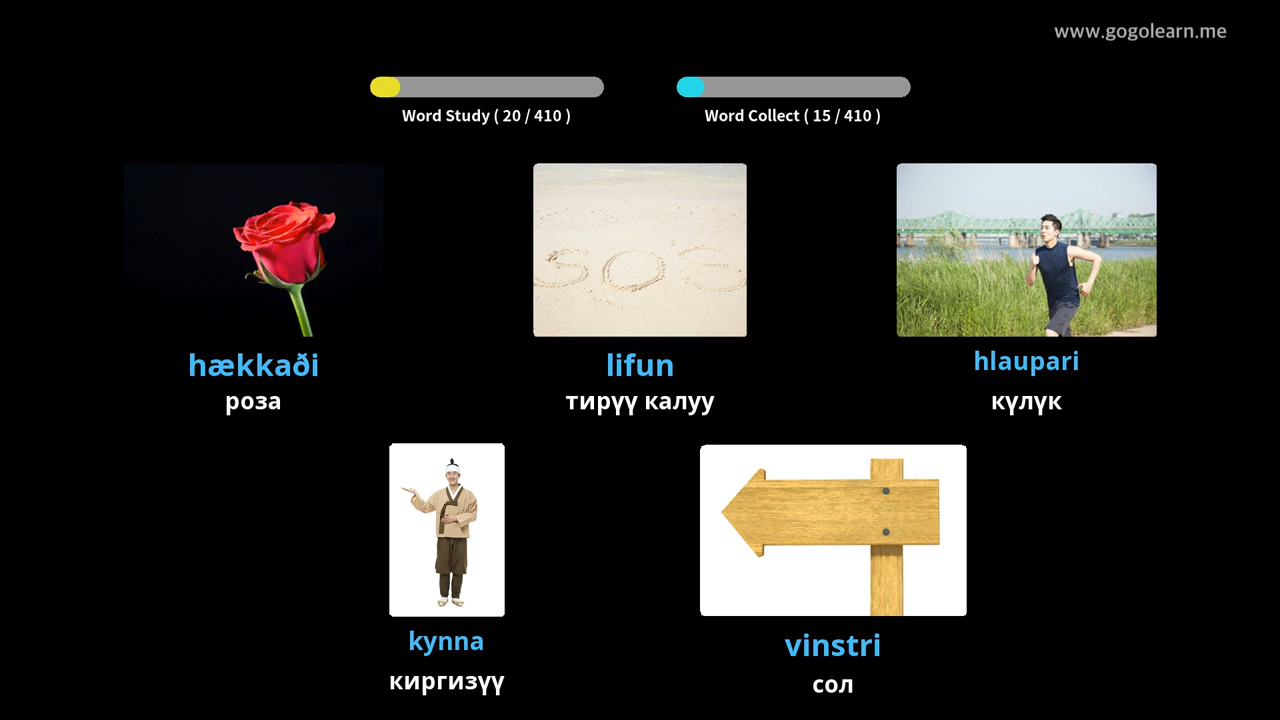 www.gogolearn.me
Word Study ( 20 / 410 )
Word Collect ( 15 / 410 )
SOS
hækkaði
роза
lifun
тирүү калуу
hlaupari
күлүк
kynna
киргизүү
vinstri
сол